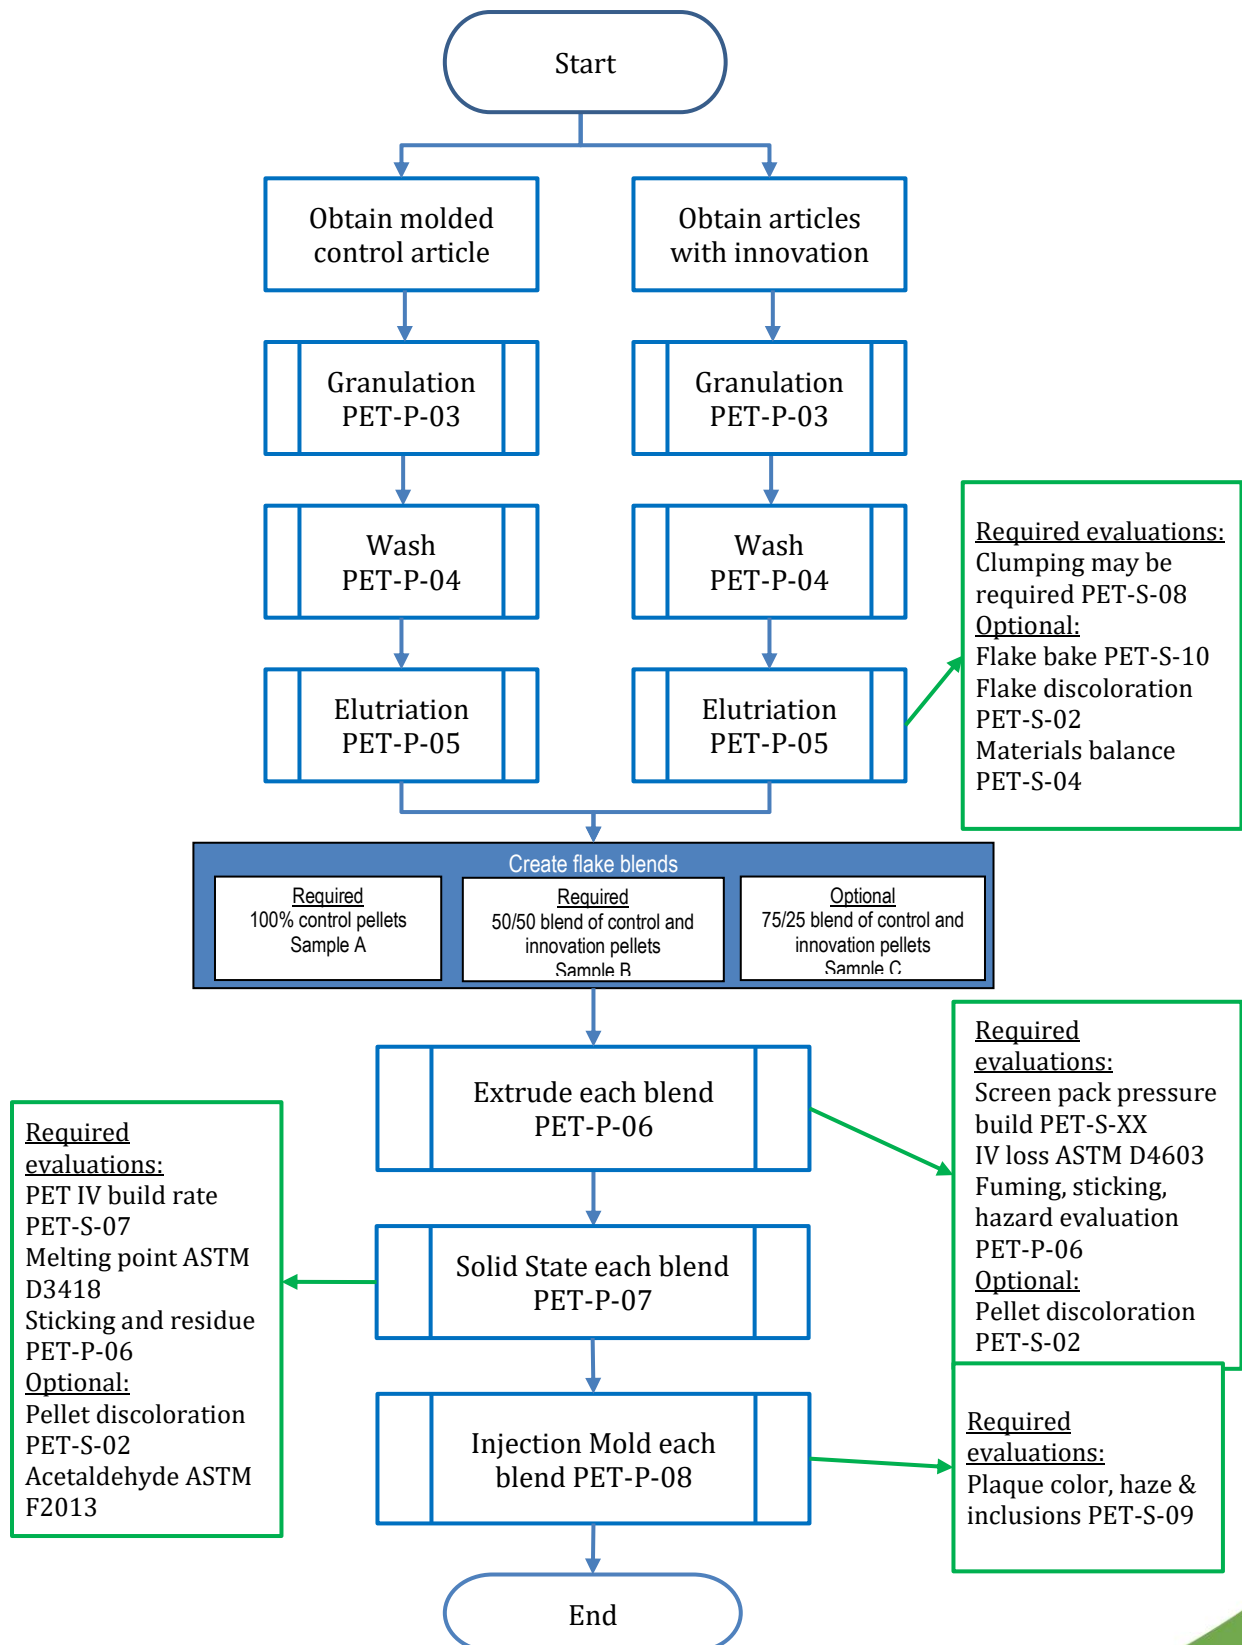 Start
Obtain molded
control article
Obtain articles
with innovation
Granulation
PET-P-03
Granulation
PET-P-03
Wash
PET-P-04
Wash
PET-P-04
Elutriation
PET-P-05
Elutriation
PET-P-05
Required evaluations:
Clumping may be
required PET-S-08
Optional:
Flake bake PET-S-10
Flake discoloration
PET-S-02
Materials balance
PET-S-04
Create flake blends
Required
100% control pellets
Sample A
Required
50/50 blend of control and
innovation pellets
Sample B
Optional
75/25 blend of control and
innovation pellets
Sample C
Extrude each blend
PET-P-06
Required
evaluations:
Screen pack pressure
build PET-S-XX
IV loss ASTM D4603
Fuming, sticking,
hazard evaluation
PET-P-06
Optional:
Pellet discoloration
PET-S-02
Solid State each blend
PET-P-07
Required
evaluations:
PET IV build rate
PET-S-07
Melting point ASTM
D3418
Sticking and residue
PET-P-06
Optional:
Pellet discoloration
PET-S-02
Acetaldehyde ASTM
F2013
Injection Mold each
blend PET-P-08
Required
evaluations:
Plaque color, haze &
inclusions PET-S-09
End